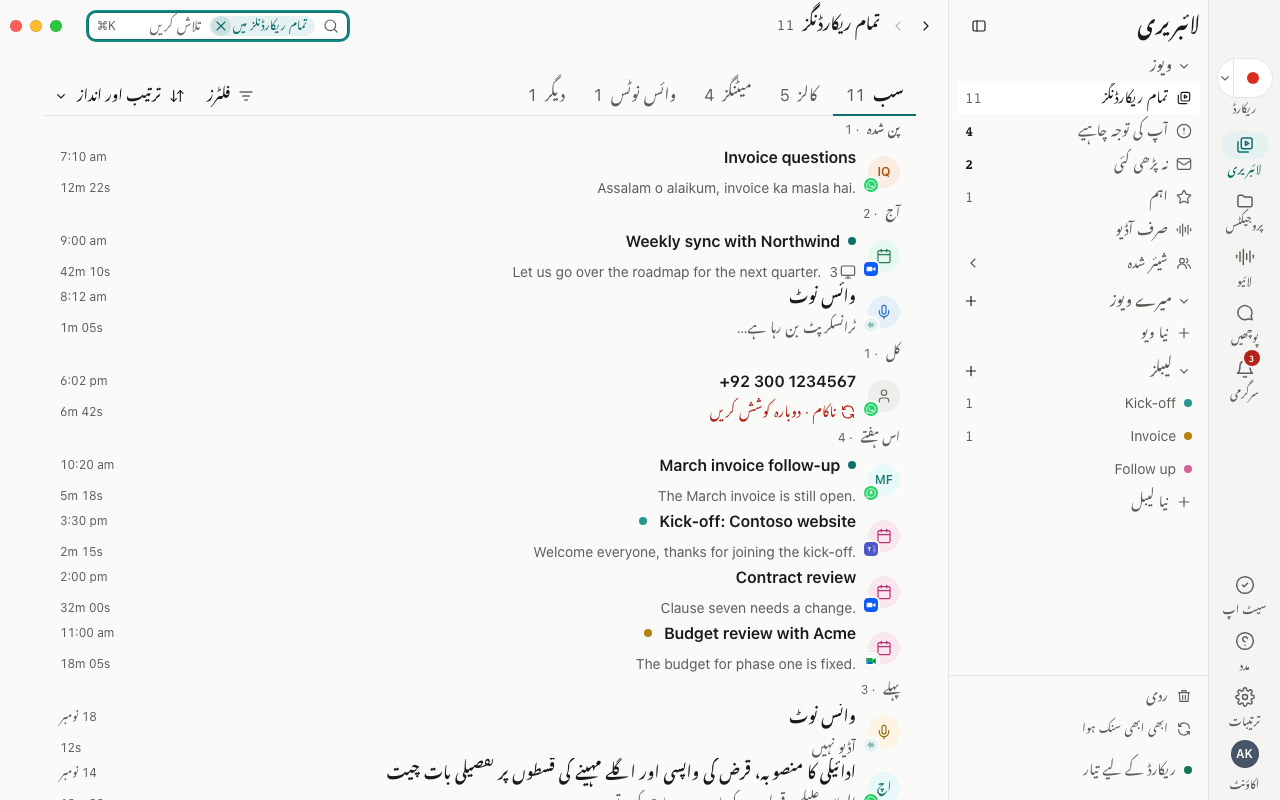 ریکارڈ
لائبریری
پروجیکٹس
لائیو
پوچھیں
3
سرگرمی
سیٹ اپ
مدد
ترتیبات
AK
اکاؤنٹ
لائبریری
ویوز
تمام ریکارڈنگز 11
آپ کی توجہ چاہیے 4
نہ پڑھی گئی 2
اہم 1
صرف آڈیو
شیئر شدہ
میرے ویوز
نیا ویو
لیبلز
Kick-off 1
Invoice 1
Follow up
نیا لیبل
ردی
ابھی ابھی سنک ہوا
ریکارڈ کے لیے تیار
تمام ریکارڈنگز 11
تمام ریکارڈنگز میں تلاش کریں ⌘K
سب 11 کالز 5 میٹنگز 4 وائس نوٹس 1 دیگر 1
فلٹرز ترتیب اور انداز
پن شدہ · 1
Invoice questions 7:10 am
IQ
Assalam o alaikum, invoice ka masla hai. 12m 22s
آج · 2
Weekly sync with Northwind 9:00 am
3 Let us go over the roadmap for the next quarter. 42m 10s
وائس نوٹ 8:12 am
ٹرانسکرپٹ بن رہا ہے... 1m 05s
کل · 1
+92 300 1234567 6:02 pm
ناکام · دوبارہ کوشش کریں 6m 42s
اس ہفتے · 4
March invoice follow-up 10:20 am
MF
The March invoice is still open. 5m 18s
Kick-off: Contoso website 3:30 pm
Welcome everyone, thanks for joining the kick-off. 2m 15s
Contract review 2:00 pm
Clause seven needs a change. 32m 00s
Budget review with Acme 11:00 am
The budget for phase one is fixed. 18m 05s
پہلے · 3
وائس نوٹ 18 نومبر
آڈیو نہیں 12s
ادائیگی کا منصوبہ، قرض کی واپسی اور اگلے مہینے کی قسطوں پر تفصیلی بات چیت 14 نومبر
اچ